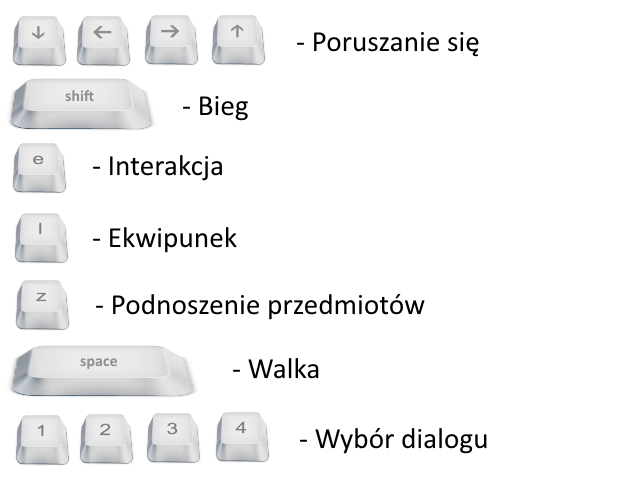 ↓ ← → ↑ - Poruszanie się
shift - Bieg
e - Interakcja
I - Ekwipunek
z - Podnoszenie przedmiotów
space - Walka
1 2 3 4 - Wybór dialogu